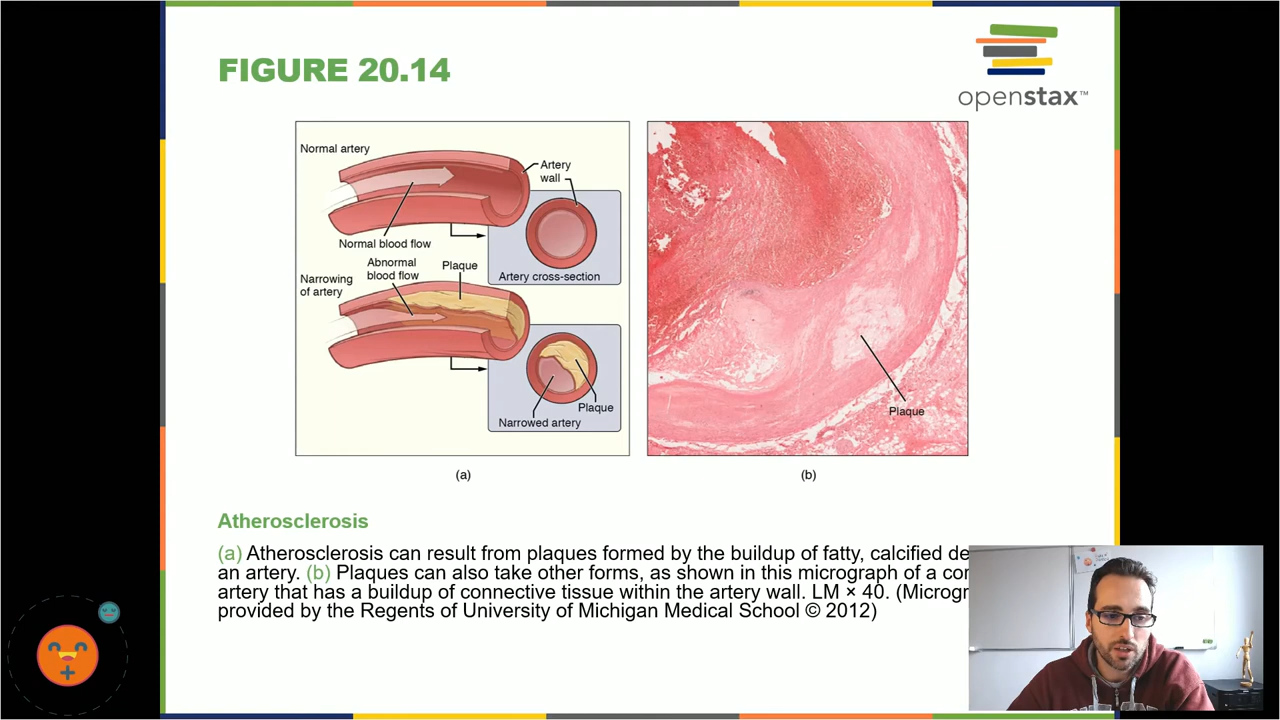 FIGURE 20.14
openstax™
Normal artery
Artery
wall
Normal blood flow
Artery cross-section
Abnormal
blood flow
Plaque
Narrowing
of artery
Plaque
Narrowed artery
Plaque
(a)
(b)
Atherosclerosis
(a) Atherosclerosis can result from plaques formed by the buildup of fatty, calcified de
an artery. (b) Plaques can also take other forms, as shown in this micrograph of a cor
artery that has a buildup of connective tissue within the artery wall. LM × 40. (Microgr
provided by the Regents of University of Michigan Medical School © 2012)